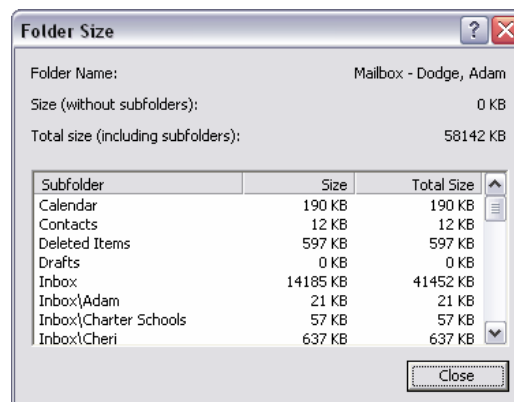 Folder Size
Folder Name: Mailbox - Dodge, Adam
Size (without subfolders): 0 KB
Total size (including subfolders): 58142 KB
Subfolder Size Total Size
Calendar 190 KB 190 KB
Contacts 12 KB 12 KB
Deleted Items 597 KB 597 KB
Drafts 0 KB 0 KB
Inbox 14185 KB 41452 KB
Inbox\Adam 21 KB 21 KB
Inbox\Charter Schools 57 KB 57 KB
Inbox\Cheri 637 KB 637 KB
Close